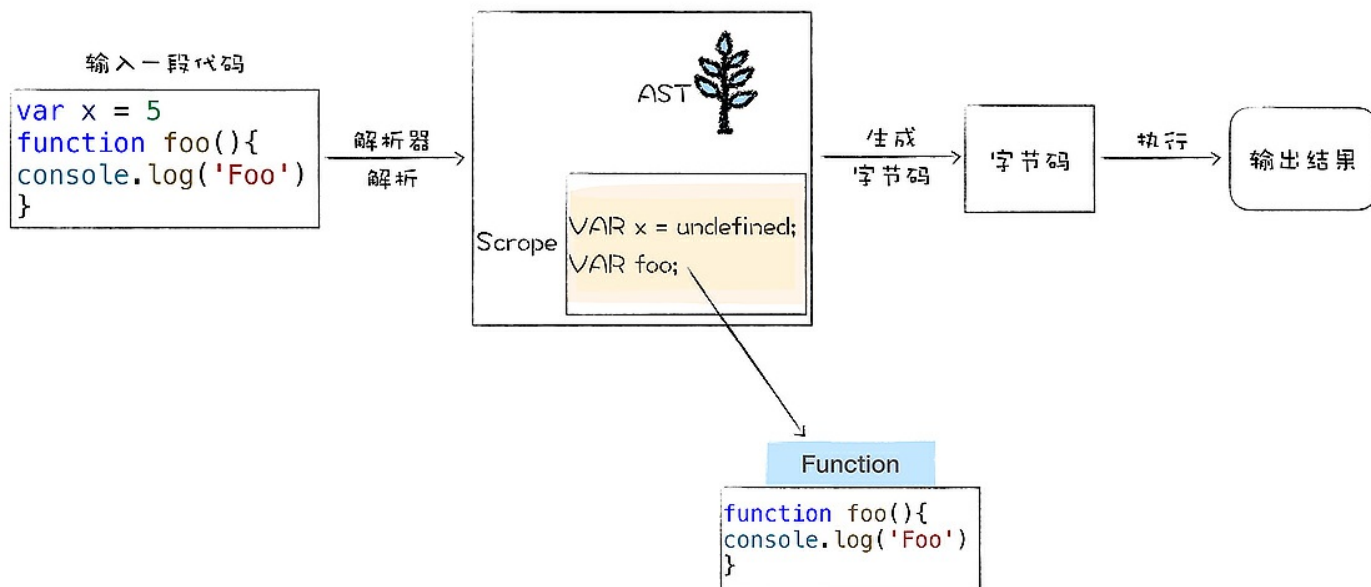 输入一段代码
var x = 5
function foo(){
console.log('Foo')
}
解析器
解析
AST
Scrope
VAR x = undefined;
VAR foo;
生成
字节码
字节码
执行
输出结果
Function
function foo(){
console.log('Foo')
}